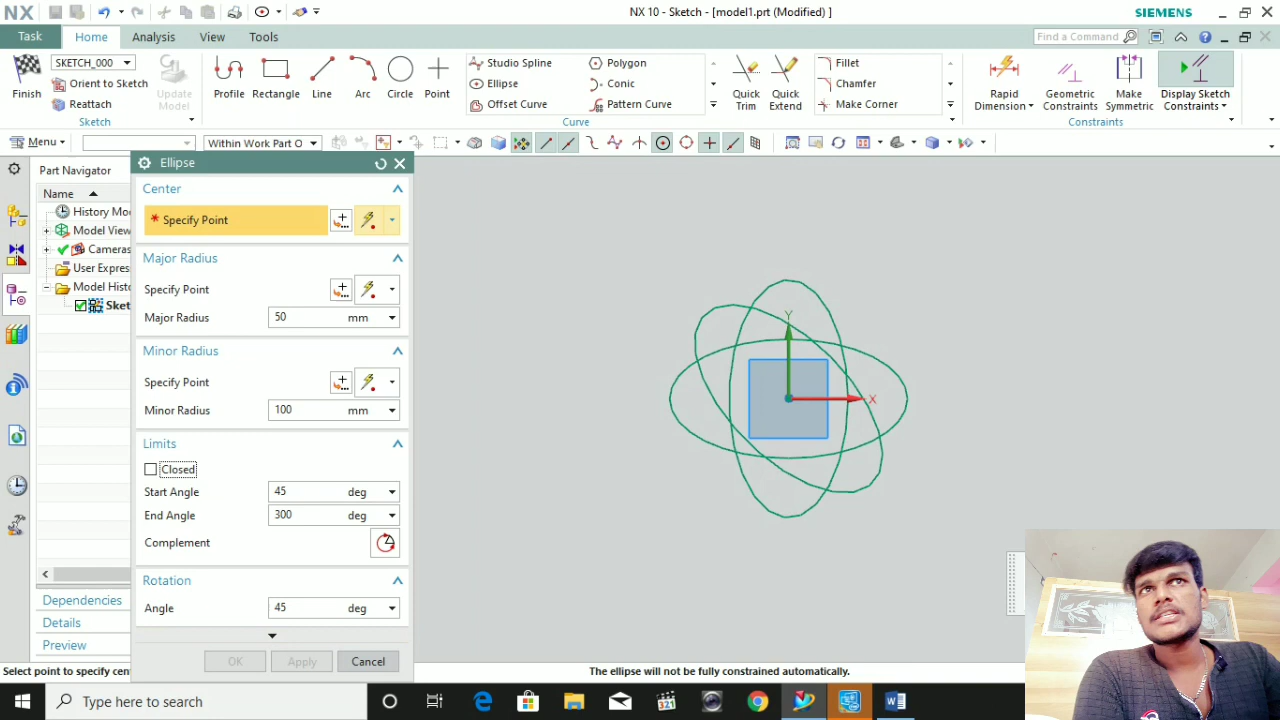 NX
NX 10 - Sketch - [model1.prt (Modified) ]
SIEMENS
Task
Home
Analysis
View
Tools
Find a Command
Finish
SKETCH_000
Orient to Sketch
Reattach
Update Model
Sketch
Profile
Rectangle
Line
Arc
Circle
Point
Studio Spline
Ellipse
Offset Curve
Polygon
Conic
Pattern Curve
Curve
Quick Trim
Quick Extend
Fillet
Chamfer
Make Corner
Rapid Dimension
Geometric Constraints
Make Symmetric
Display Sketch Constraints
Constraints
Menu
Within Work Part O
Part Navigator
Name
History Mo
Model View
Cameras
User Expres
Model Histo
Sket
Dependencies
Details
Preview
Ellipse
Center
* Specify Point
Major Radius
Specify Point
Major Radius 50 mm
Minor Radius
Specify Point
Minor Radius 100 mm
Limits
Closed
Start Angle 45 deg
End Angle 300 deg
Complement
Rotation
Angle 45 deg
OK
Apply
Cancel
Y
X
Select point to specify cen
The ellipse will not be fully constrained automatically.
Type here to search
321